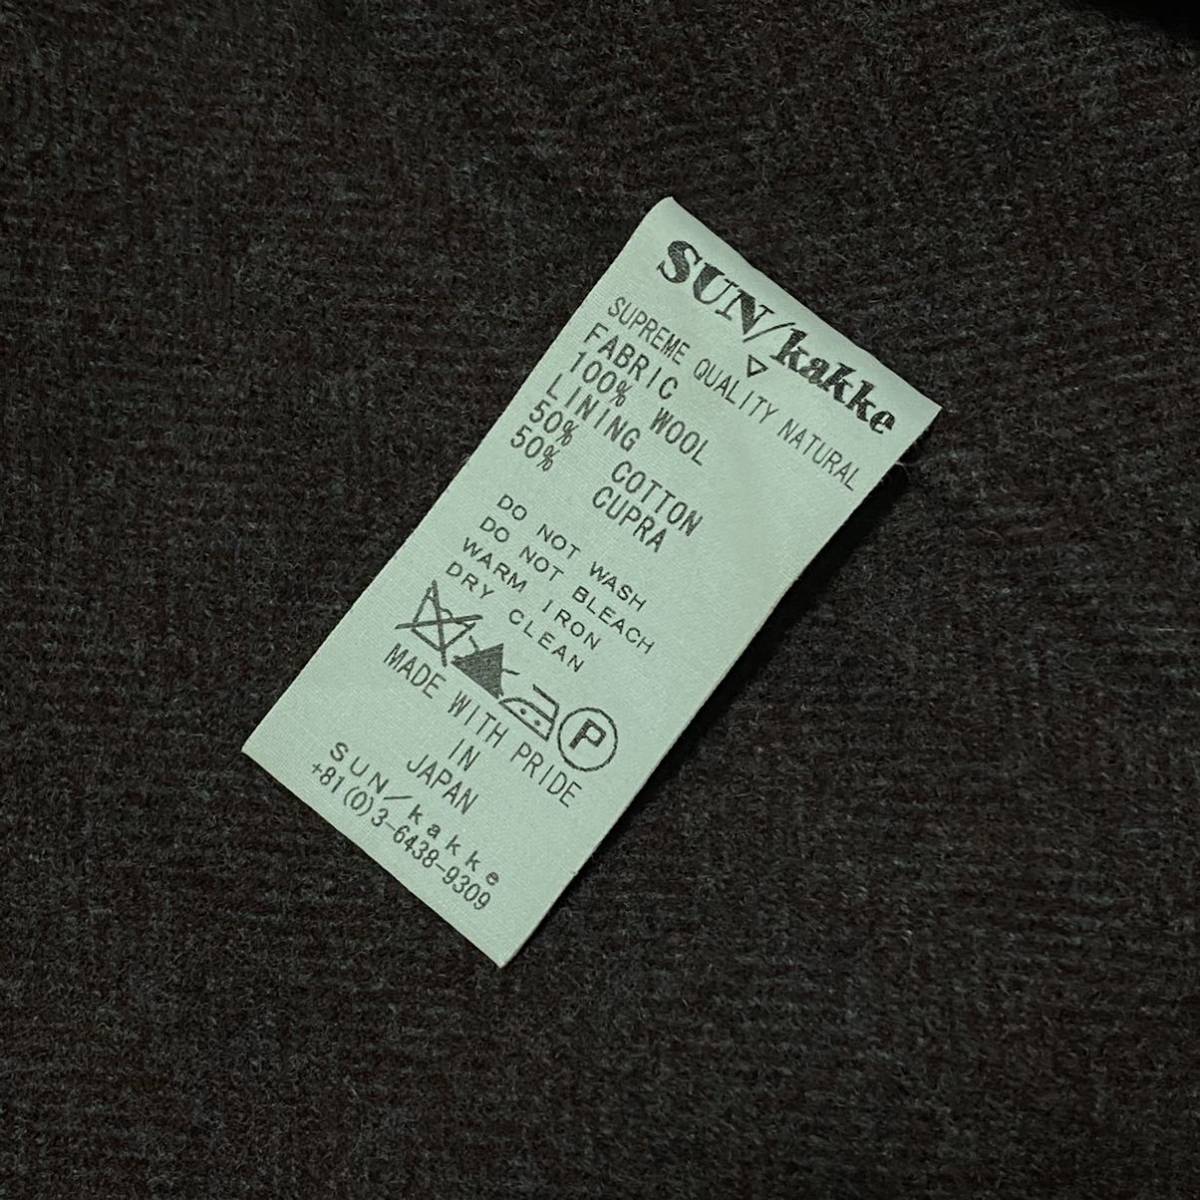 SUN/kakke
SUPREME QUALITY NATURAL
FABRIC
100% WOOL
LINING
50% COTTON
50% CUPRA
DO NOT WASH
DO NOT BLEACH
WARM IRON
DRY CLEAN
P
MADE WITH PRIDE
IN
JAPAN
SUN/kakke
+81(0)3-6438-9309